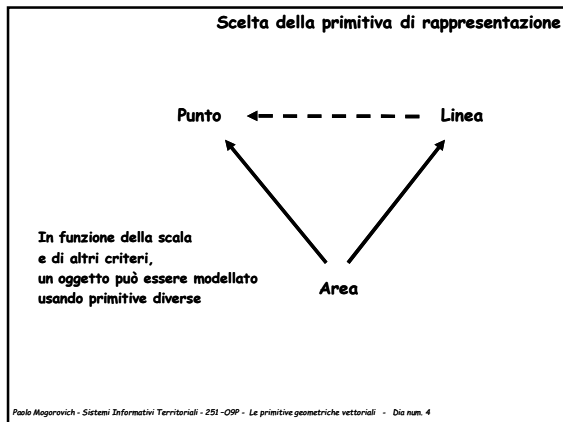 Scelta della primitiva di rappresentazione
Punto
Linea
In funzione della scala
e di altri criteri,
un oggetto può essere modellato
usando primitive diverse
Area
Paolo Mogorovich - Sistemi Informativi Territoriali - 251-09P - Le primitive geometriche vettoriali - Dia num. 4